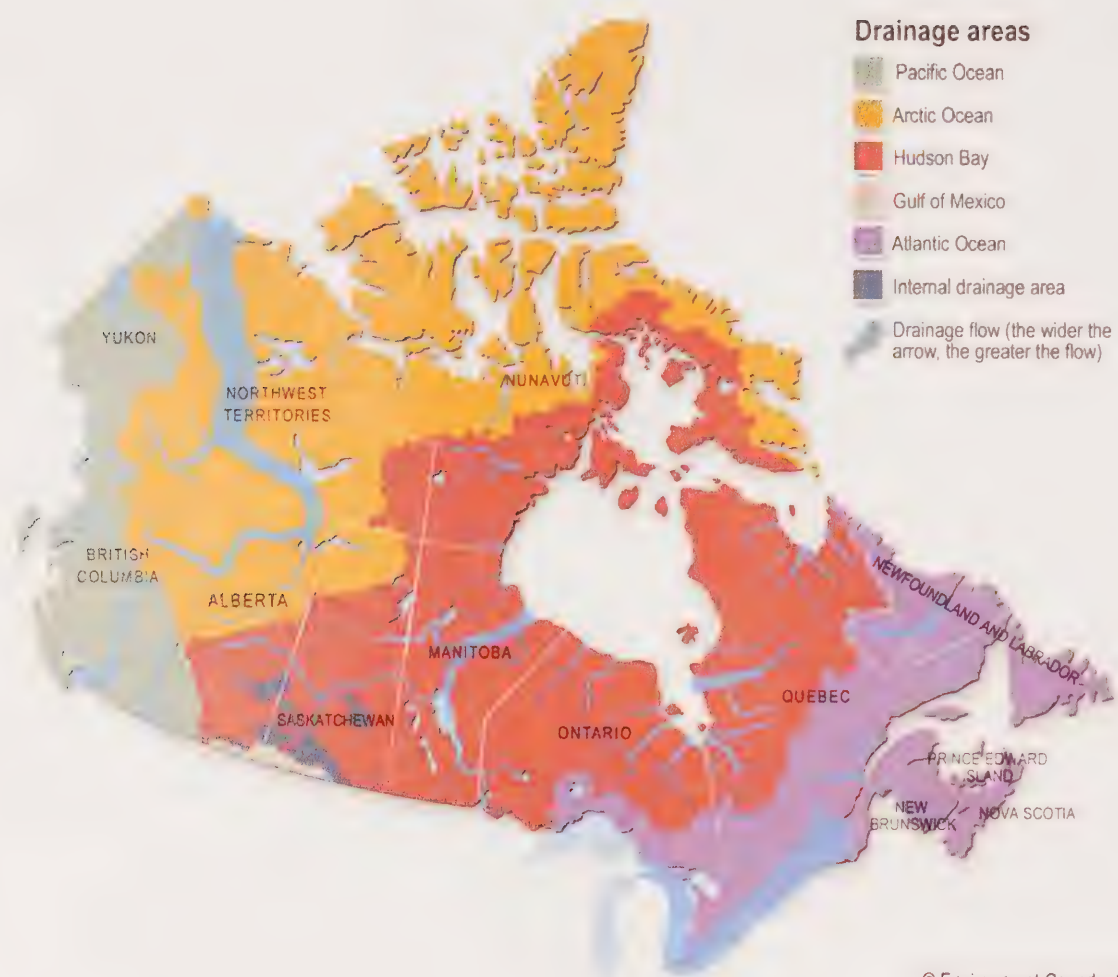 Drainage areas
Pacific Ocean
Arctic Ocean
Hudson Bay
Gulf of Mexico
Atlantic Ocean
Internal drainage area
Drainage flow (the wider the
arrow, the greater the flow)
YUKON
NORTHWEST
TERRITORIES
NUNAVUT
BRITISH
COLUMBIA
ALBERTA
SASKATCHEWAN
MANITOBA
ONTARIO
QUEBEC
NEWFOUNDLAND AND LABRADOR
PRINCE EDWARD
ISLAND
NEW
BRUNSWICK
NOVA SCOTIA